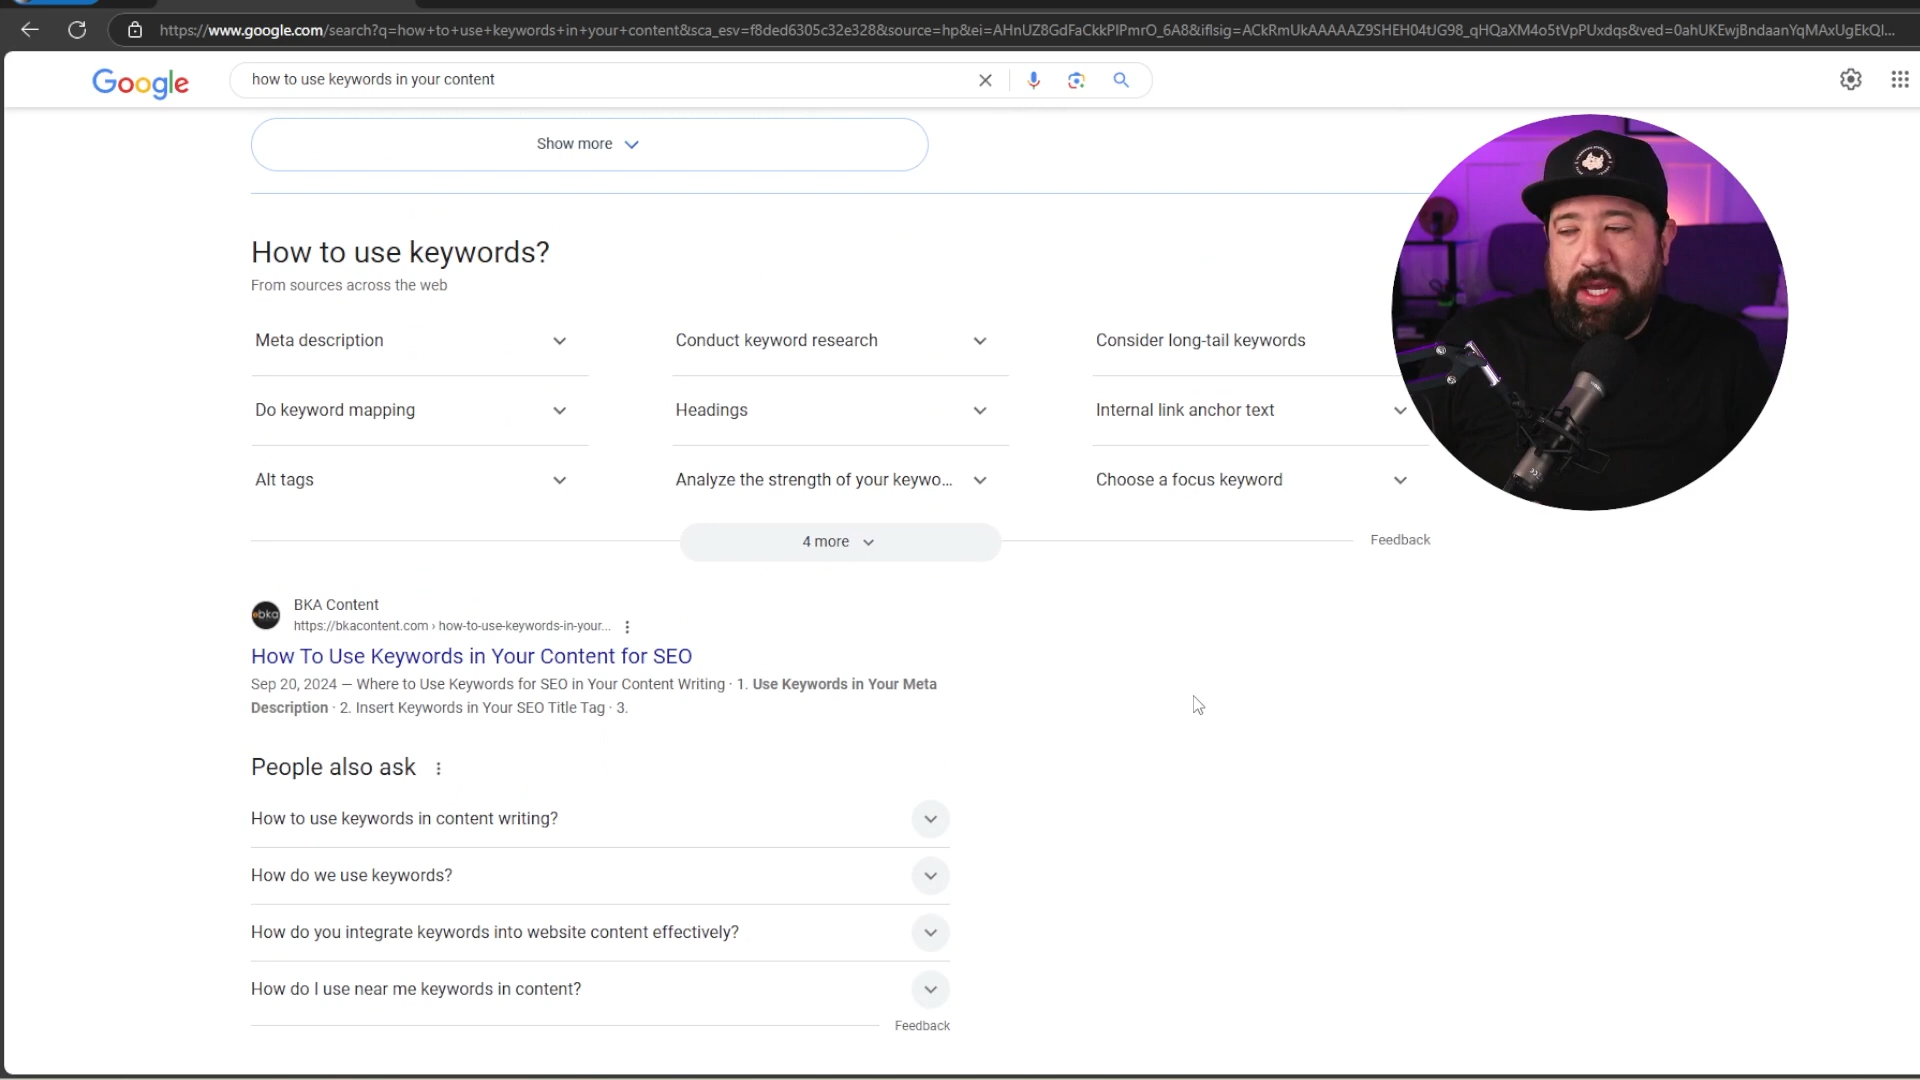 https://www.google.com/search?q=how+to+use+keywords+in+your+content&sca_esv=f8ded6305c32e328&source=hp&ei=AHnUZ8GdFaCkkPIPmrO_6A8&iflsig=ACkRmUkAAAAAZ9SHEH04tJG98_qHQaXM4o5tVpPUxdqs&ved=0ahUKEwjBndaanYqMAxUgEkQI...
Google
how to use keywords in your content
Show more
How to use keywords?
From sources across the web
Meta description
Conduct keyword research
Consider long-tail keywords
Do keyword mapping
Headings
Internal link anchor text
Alt tags
Analyze the strength of your keywo...
Choose a focus keyword
4 more
Feedback
bka
BKA Content
https://bkacontent.com › how-to-use-keywords-in-your...
How To Use Keywords in Your Content for SEO
Sep 20, 2024 — Where to Use Keywords for SEO in Your Content Writing · 1. Use Keywords in Your Meta
Description · 2. Insert Keywords in Your SEO Title Tag · 3.
People also ask
How to use keywords in content writing?
How do we use keywords?
How do you integrate keywords into website content effectively?
How do I use near me keywords in content?
Feedback